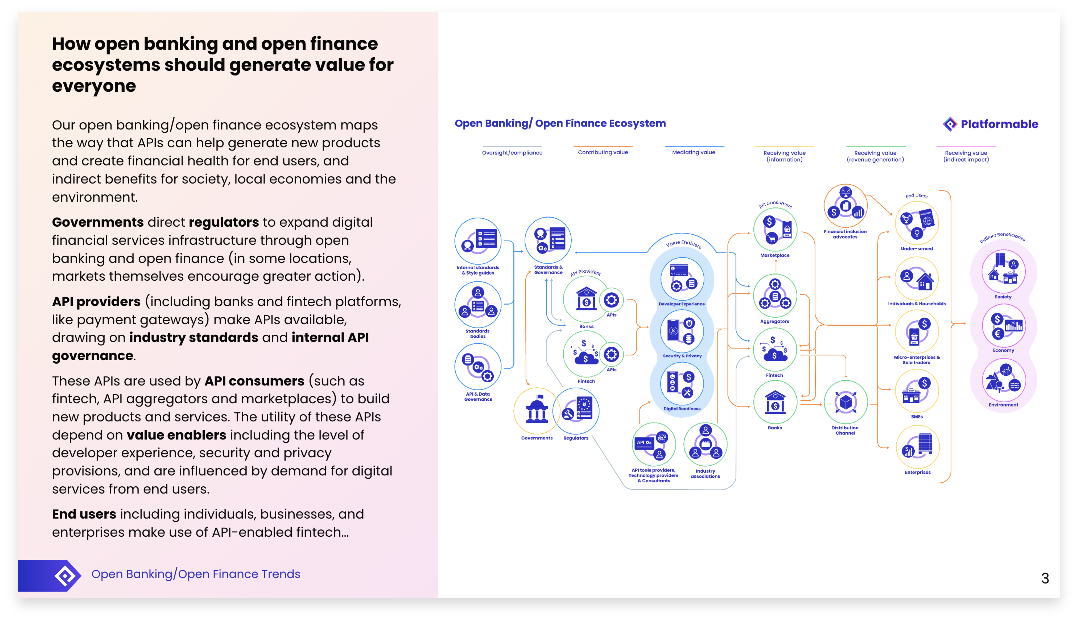 How open banking and open finance
ecosystems should generate value for
everyone
Our open banking/open finance ecosystem maps
the way that APIs can help generate new products
and create financial health for end users, and
indirect benefits for society, local economies and the
environment.
Governments direct regulators to expand digital
financial services infrastructure through open
banking and open finance (in some locations,
markets themselves encourage greater action).
API providers (including banks and fintech platforms,
like payment gateways) make APIs available,
drawing on industry standards and internal API
governance.
These APIs are used by API consumers (such as
fintech, API aggregators and marketplaces) to build
new products and services. The utility of these APIs
depend on value enablers including the level of
developer experience, security and privacy
provisions, and are influenced by demand for digital
services from end users.
End users including individuals, businesses, and
enterprises make use of API-enabled fintech...
Open Banking/Open Finance Trends
Open Banking/ Open Finance Ecosystem
Platformable
Oversight/compliance
Contributing value
Mediating value
Receiving value
(information)
Receiving value
(revenue generation)
Receiving value
(indirect impact)
Internal standards
& Style guides
Standards
bodies
API & Data
Governance
Standards &
Governance
API Providers
Banks
APIs
Fintech
APIs
Governments
Regulators
Value Enablers
Developer Experience
Security & Privacy
Digital Readiness
API tools providers,
Technology providers
& Consultants
Industry
associations
API Consumers
Marketplace
Aggregators
Fintech
Banks
Financial inclusion
advocates
Distribution
Channel
End Users
Under-served
Individuals & Households
Micro-enterprises &
Sole traders
SMEs
Enterprises
Indirect Beneficiaries
Society
Economy
Environment
3